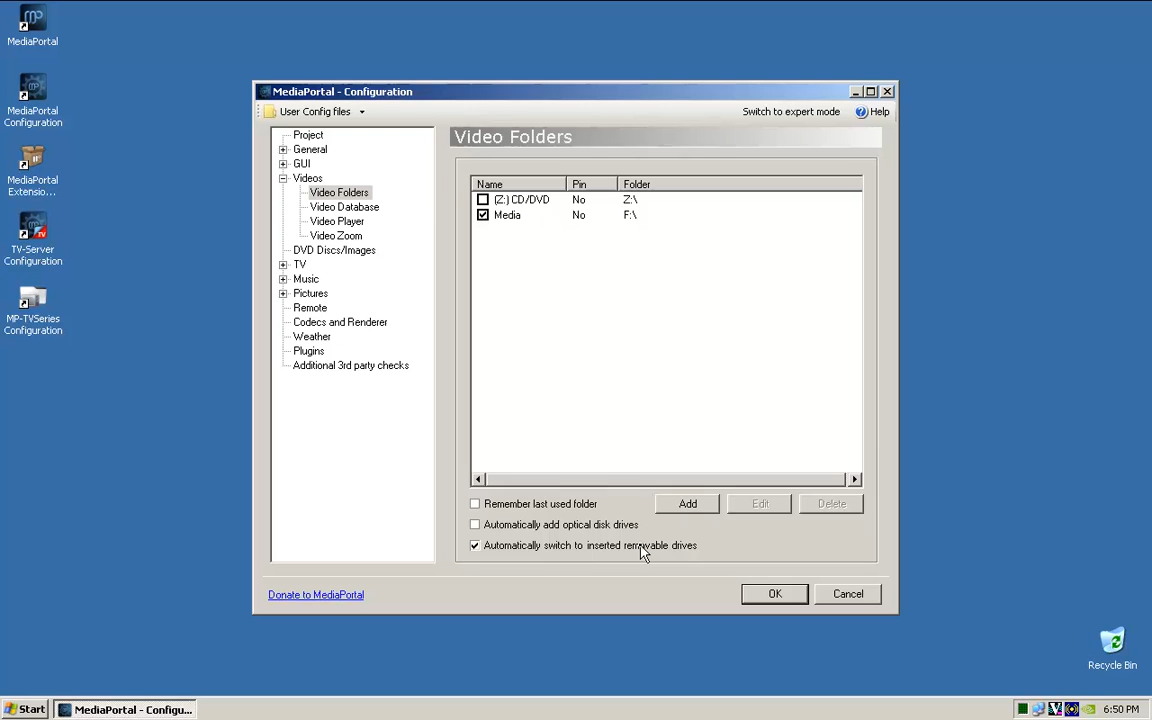 MediaPortal
MediaPortal
Configuration
MediaPortal
Extensio...
TV-Server
Configuration
MP-TVSeries
Configuration
MediaPortal - Configuration
User Config files
Switch to expert mode
Help
Project
General
GUI
Videos
Video Folders
Video Database
Video Player
Video Zoom
DVD Discs/Images
TV
Music
Pictures
Remote
Codecs and Renderer
Weather
Plugins
Additional 3rd party checks
Video Folders
Name Pin Folder
(Z:) CD/DVD No Z:\
Media No F:\
Remember last used folder
Add Edit Delete
Automatically add optical disk drives
Automatically switch to inserted removable drives
Donate to MediaPortal
OK Cancel
Recycle Bin
Start
MediaPortal - Configu...
6:50 PM